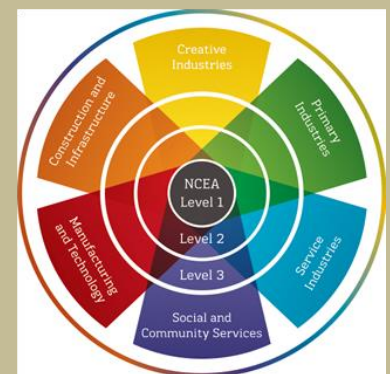 Creative
Industries
Construction and
Infrastructure
Primary
Industries
NCEA
Level 1
Level 2
Level 3
Manufacturing
and Technology
Service
Industries
Social and
Community Services